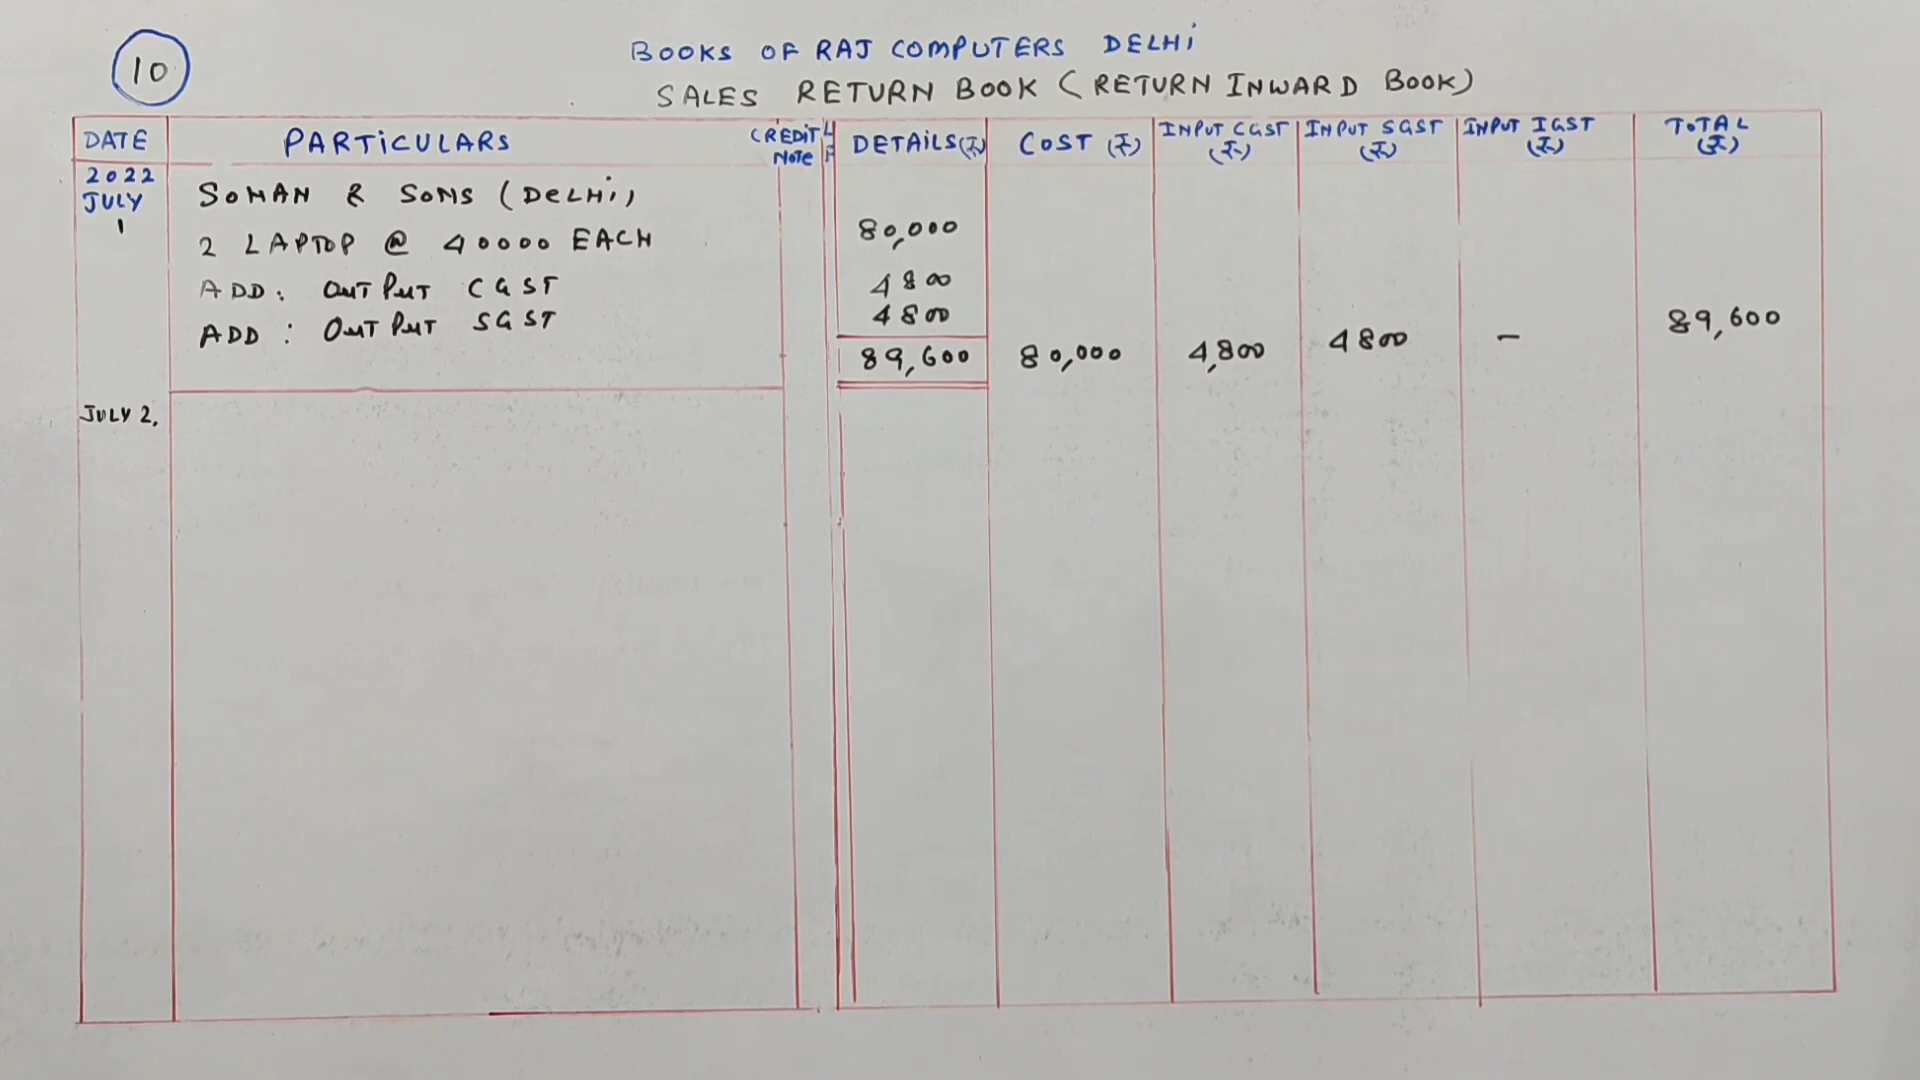 10
BOOKS OF RAJ COMPUTERS DELHi
SALES RETURN BOOK (RETURN INWARD BOOK)
DATE PARTiCULARS CREDiT NOTE LF DETAiLS(₹) COST (₹) INPUT CGST (₹) INPUT SGST (₹) INPUT IGST (₹) TOTAL (₹)
2022
JULY
1
SOHAN & SONS (DELHi)
2 LAPTOP @ 40000 EACH 80,000
ADD: OUTPUT CGST 4800
ADD: OUTPUT SGST 4800
89,600 80,000 4,800 4800 - 89,600
JULY 2.